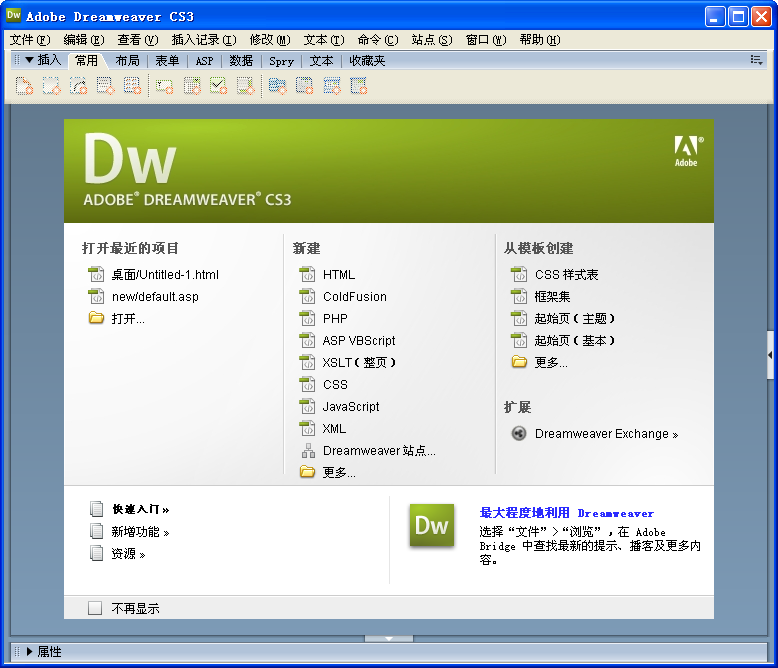 Dw Adobe Dreamweaver CS3
文件(F) 编辑(E) 查看(V) 插入记录(I) 修改(M) 文本(T) 命令(C) 站点(S) 窗口(W) 帮助(H)
▼插入 常用 布局 表单 ASP 数据 Spry 文本 收藏夹
Dw
ADOBE® DREAMWEAVER® CS3
Adobe®
打开最近的项目
桌面/Untitled-1.html
new/default.asp
打开...
新建
HTML
ColdFusion
PHP
ASP VBScript
XSLT(整页)
CSS
JavaScript
XML
Dreamweaver 站点...
更多...
从模板创建
CSS 样式表
框架集
起始页(主题)
起始页(基本)
更多...
扩展
Dreamweaver Exchange »
快速入门 »
新增功能 »
资源 »
Dw
最大程度地利用 Dreamweaver
选择“文件”>“浏览”,在 Adobe
Bridge 中查找最新的提示、播客及更多内
容。
不再显示
属性